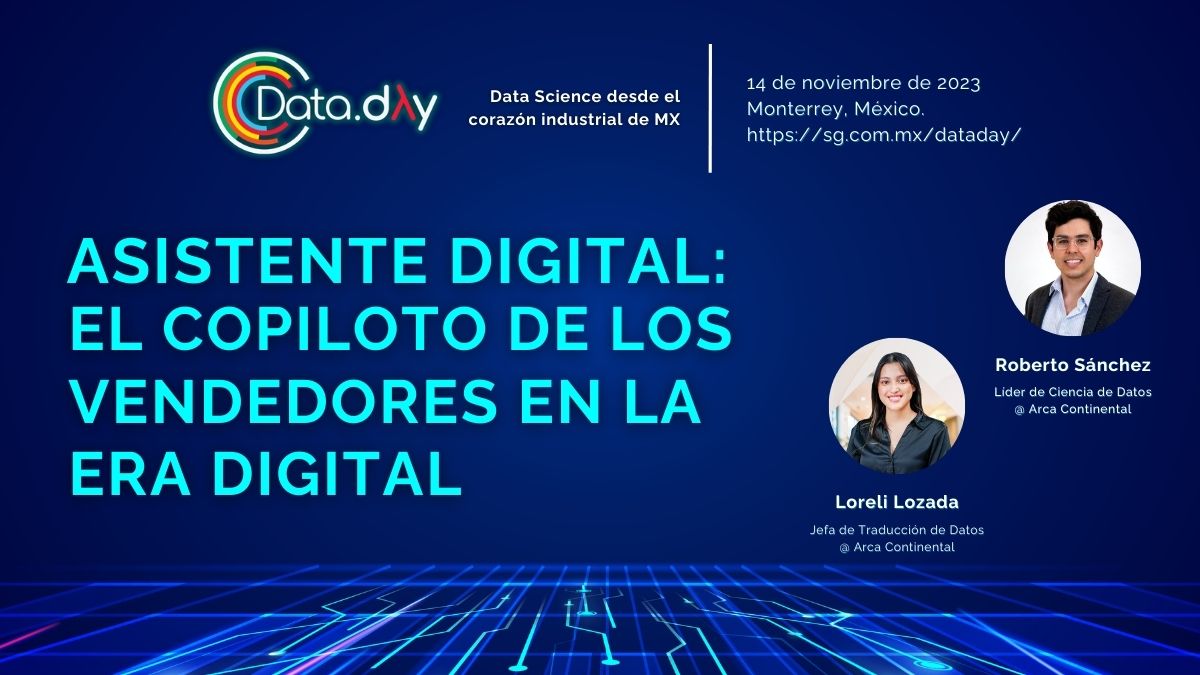 Data.dλy
Data Science desde el
corazón industrial de MX
14 de noviembre de 2023
Monterrey, México.
https://sg.com.mx/dataday/
ASISTENTE DIGITAL:
EL COPILOTO DE LOS
VENDEDORES EN LA
ERA DIGITAL
Roberto Sánchez
Líder de Ciencia de Datos
@ Arca Continental
Loreli Lozada
Jefa de Traducción de Datos
@ Arca Continental